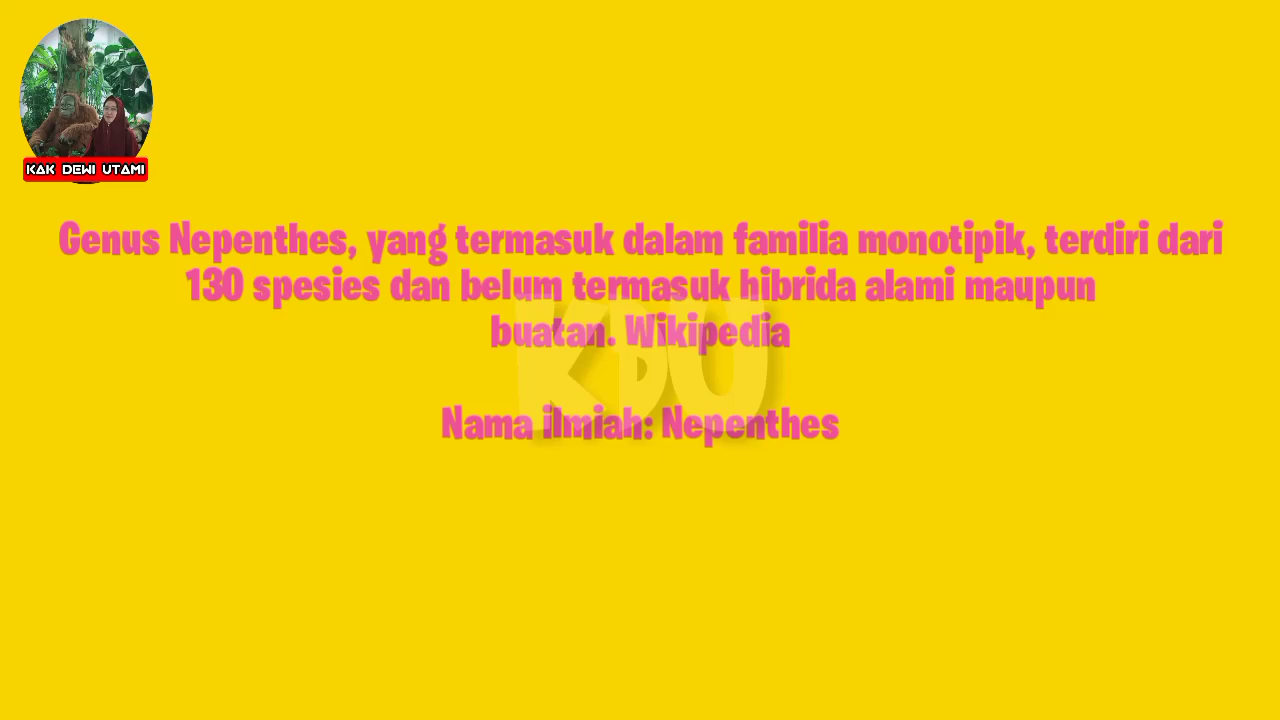 KAK DEWI UTAMI
Genus Nepenthes, yang termasuk dalam familia monotipik, terdiri dari
130 spesies dan belum termasuk hibrida alami maupun
buatan. Wikipedia
KDU
Nama ilmiah: Nepenthes